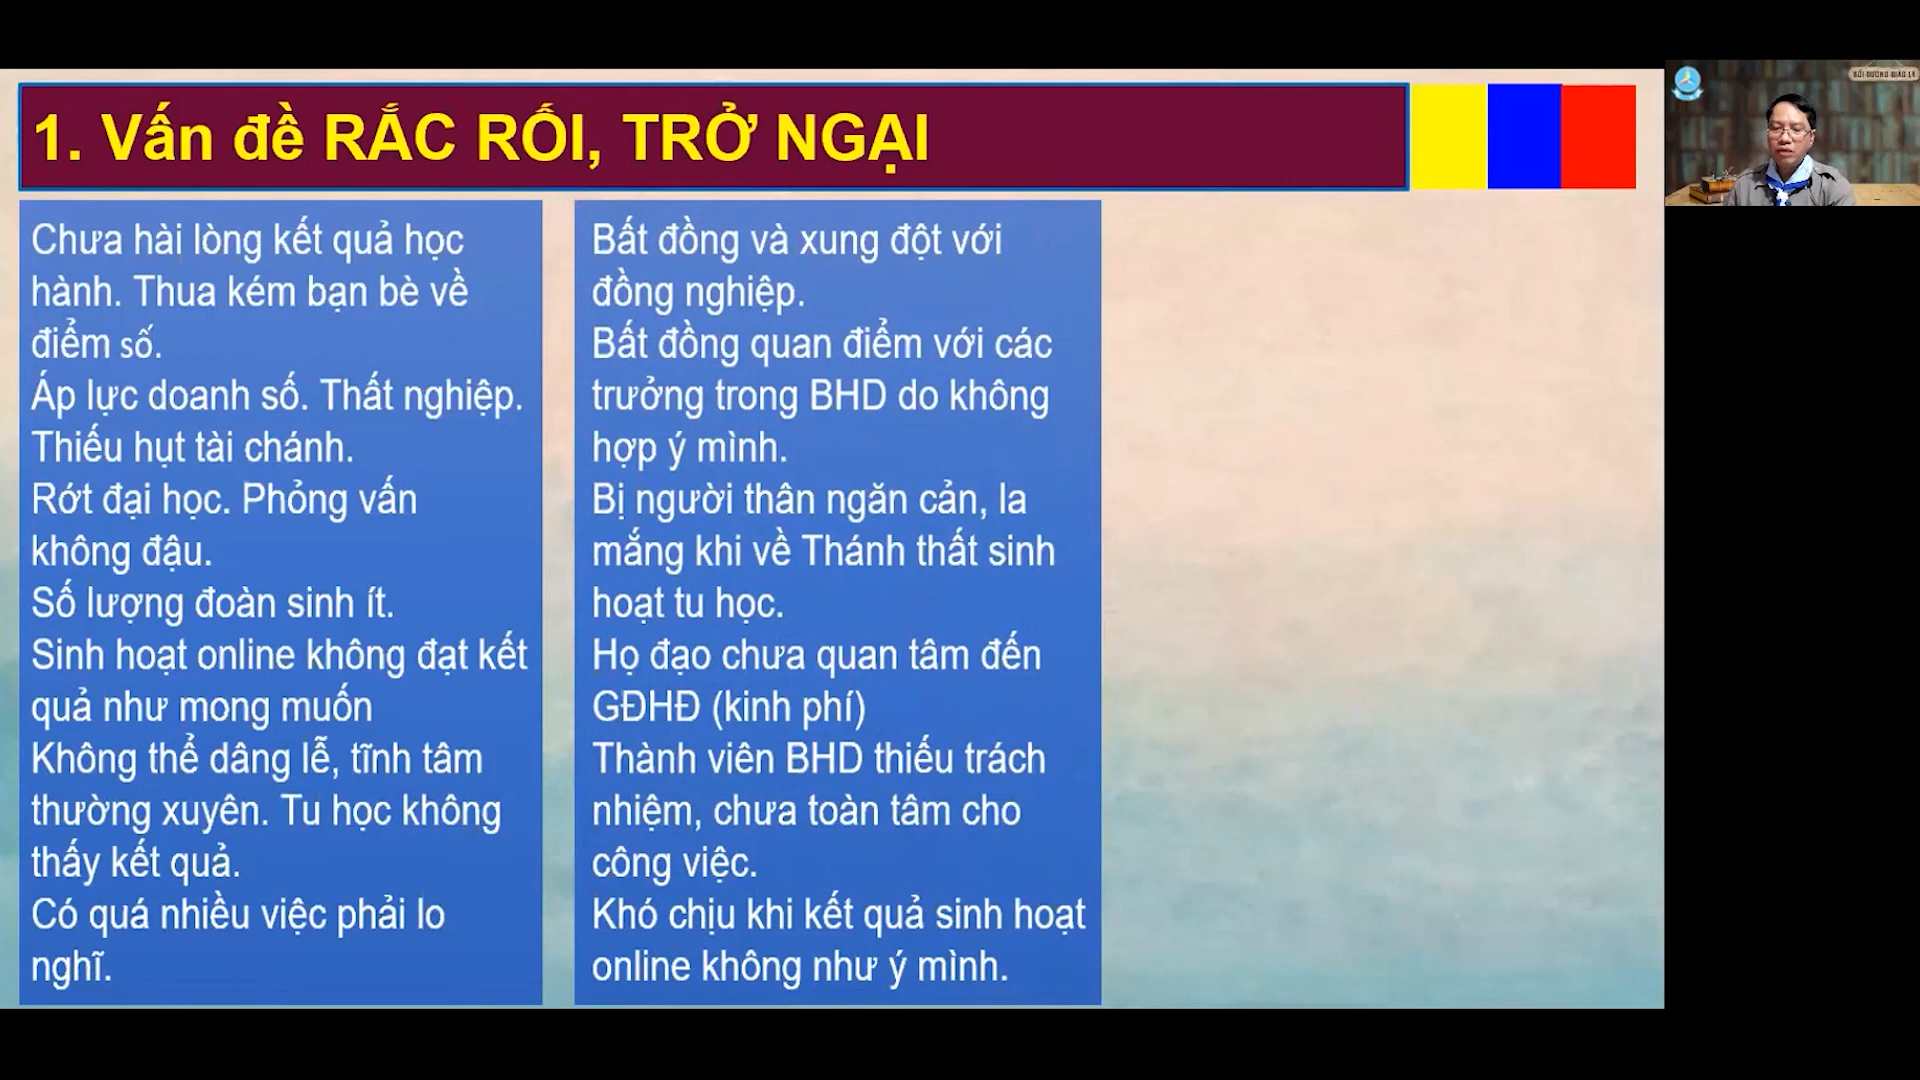 1. Vấn đề RẮC RỐI, TRỞ NGẠI
Chưa hài lòng kết quả học
hành. Thua kém bạn bè về
điểm số.
Áp lực doanh số. Thất nghiệp.
Thiếu hụt tài chánh.
Rớt đại học. Phỏng vấn
không đậu.
Số lượng đoàn sinh ít.
Sinh hoạt online không đạt kết
quả như mong muốn
Không thể dâng lễ, tĩnh tâm
thường xuyên. Tu học không
thấy kết quả.
Có quá nhiều việc phải lo
nghĩ.
Bất đồng và xung đột với
đồng nghiệp.
Bất đồng quan điểm với các
trưởng trong BHD do không
hợp ý mình.
Bị người thân ngăn cản, la
mắng khi về Thánh thất sinh
hoạt tu học.
Họ đạo chưa quan tâm đến
GĐHĐ (kinh phí)
Thành viên BHD thiếu trách
nhiệm, chưa toàn tâm cho
công việc.
Khó chịu khi kết quả sinh hoạt
online không như ý mình.
BỒI DƯỠNG GIÁO LÝ